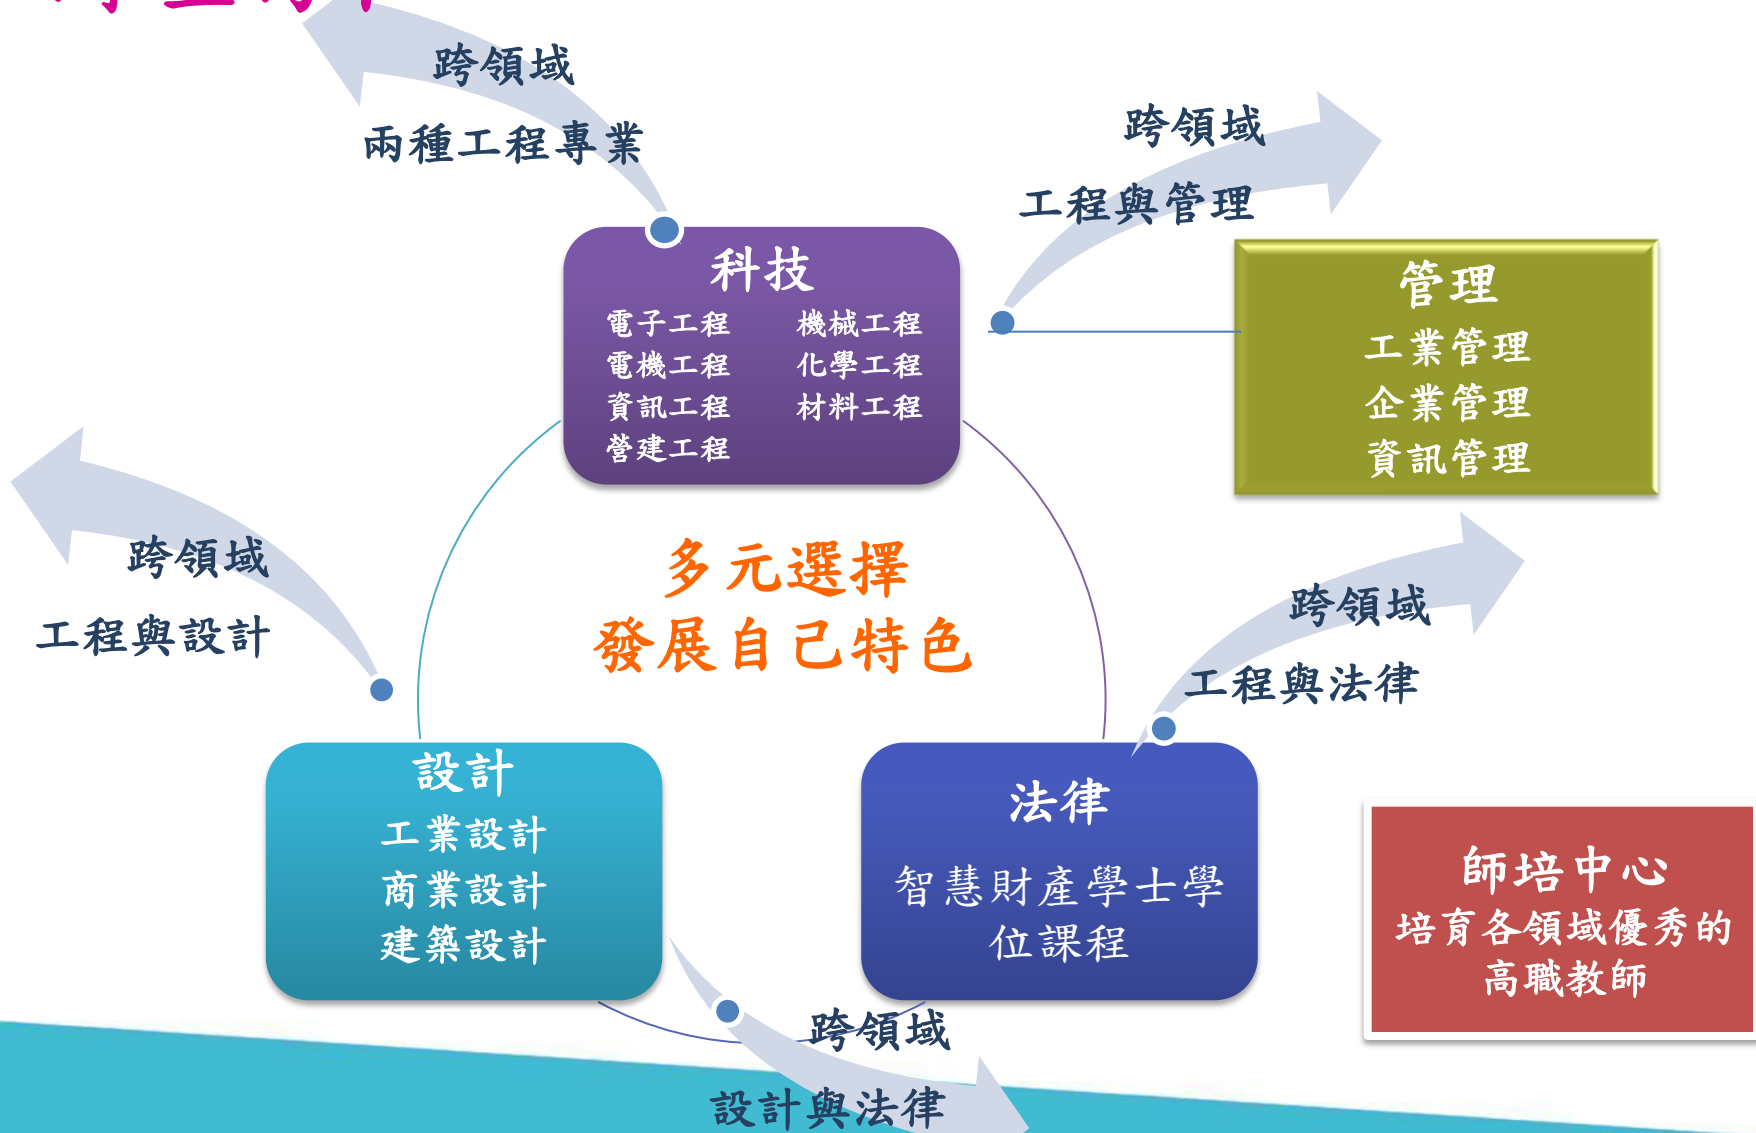 跨領域
兩種工程專業
跨領域
工程與管理
科技
電子工程 機械工程
電機工程 化學工程
資訊工程 材料工程
營建工程
管理
工業管理
企業管理
資訊管理
多元選擇
發展自己特色
跨領域
工程與設計
跨領域
工程與法律
設計
工業設計
商業設計
建築設計
法律
智慧財產學士學
位課程
師培中心
培育各領域優秀的
高職教師
跨領域
設計與法律